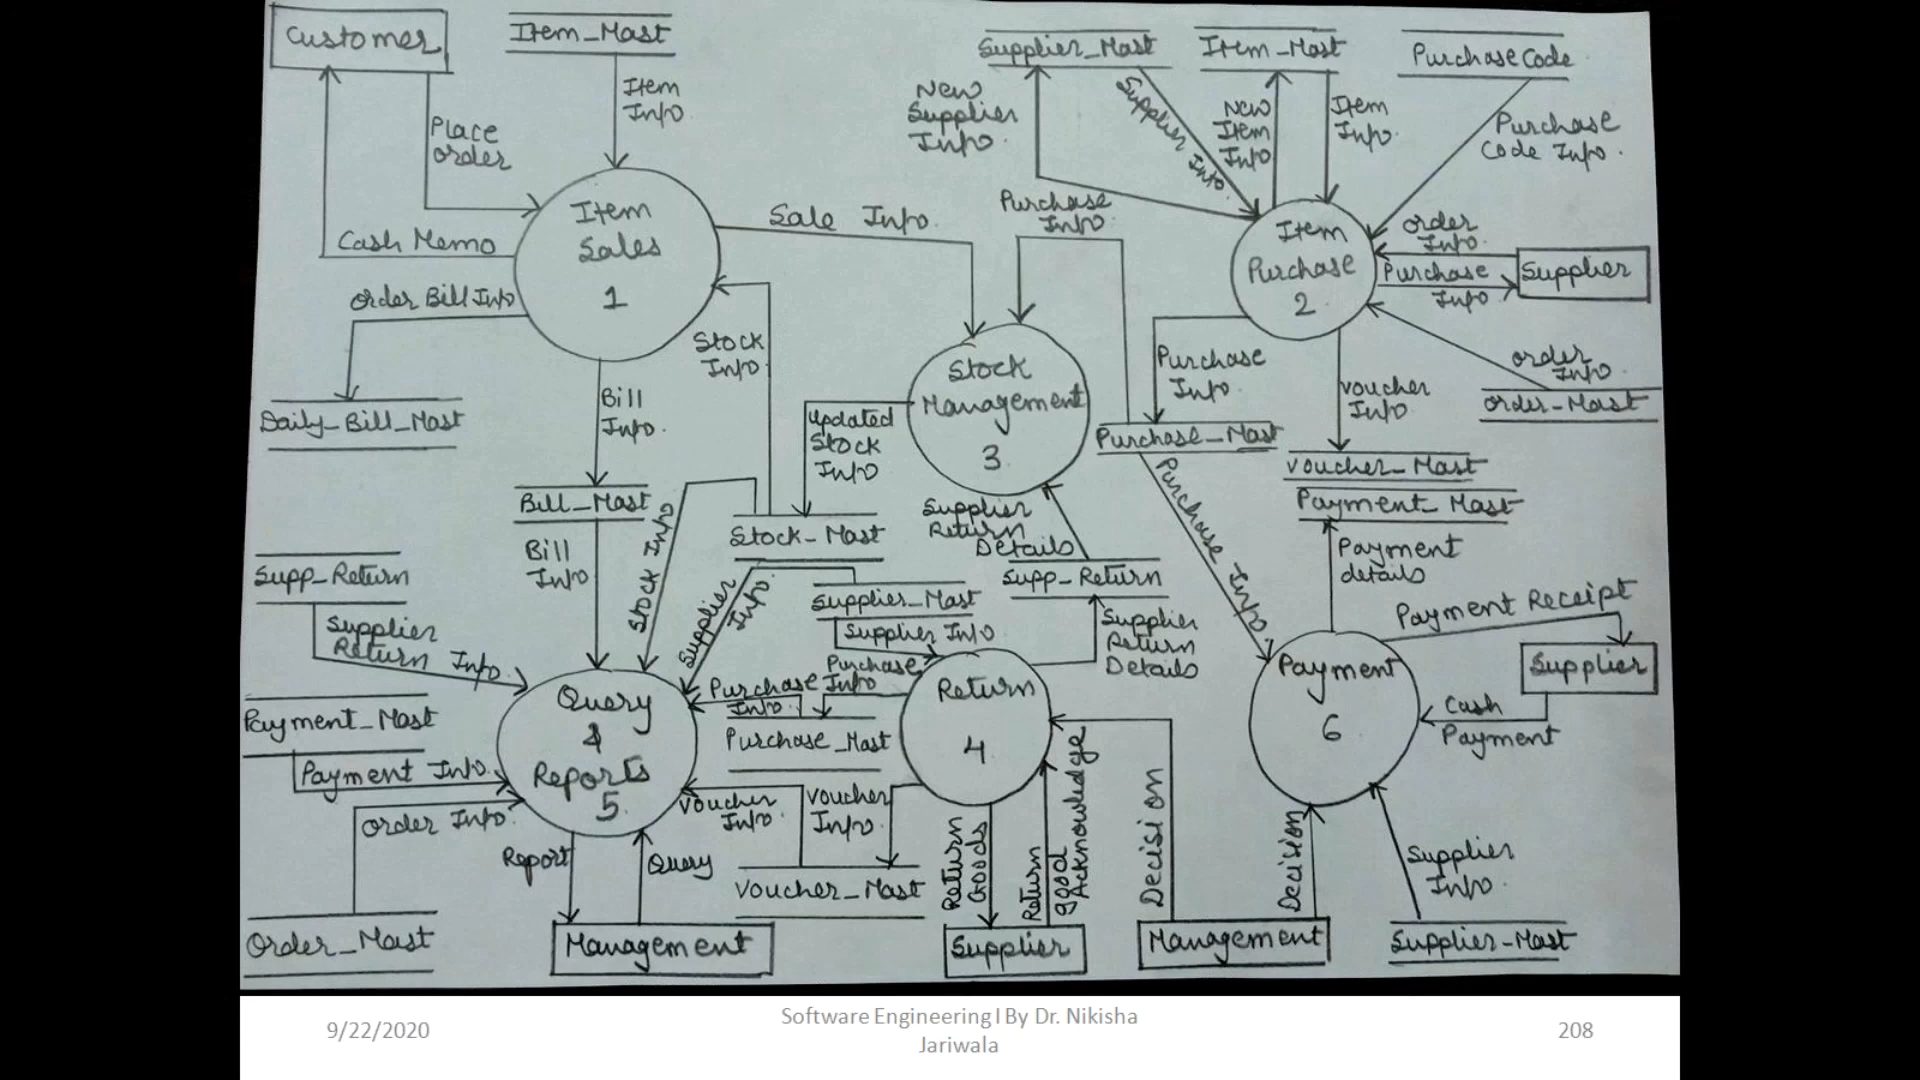 Customer
Item_Mast
Supplier_Mast
Item_Mast
Purchase Code
Item
Info
Place
order
New
Supplier
Info
Supplier Info
New
Item
Info
Item
Info
Purchase
Code Info.
Cash Memo
Item
Sales
1
Sale Info.
Purchase
Info
Item
Purchase
2
order
Info
Purchase
Info
Supplier
order Bill Info
Daily_Bill_Mast
Bill
Info.
Stock
Info
Stock
Management
3
Updated
Stock
Info
Purchase
Info
voucher
Info
order
Info
order-Mast
Purchase_Mast
voucher_Mast
Payment_Mast
Bill_Mast
Bill
Info
Stock Info
Stock_Mast
Supplier
Return
Details
Purchase-Info
Payment
details
Payment Receipt
Supp_Return
Supplier
Return Info
Supplier
Info.
Supplier_Mast
Supplier Info
Supp_Return
Supplier
Return
Details
Payment
6
Supplier
Cash
Payment
Payment_Mast
Payment Info
Query
&
Reports
5
Purchase
Info
Purchase
Info
Purchase_Mast
Return
4
order Info
Voucher
Info
Voucher
Info
Voucher_Mast
Report
Query
Return
Goods
Return
good
Acknowledge
Decision
Decision
Supplier
Info.
Order_Mast
Management
Supplier
Management
Supplier-Mast
9/22/2020
Software Engineering I By Dr. Nikisha
Jariwala
208